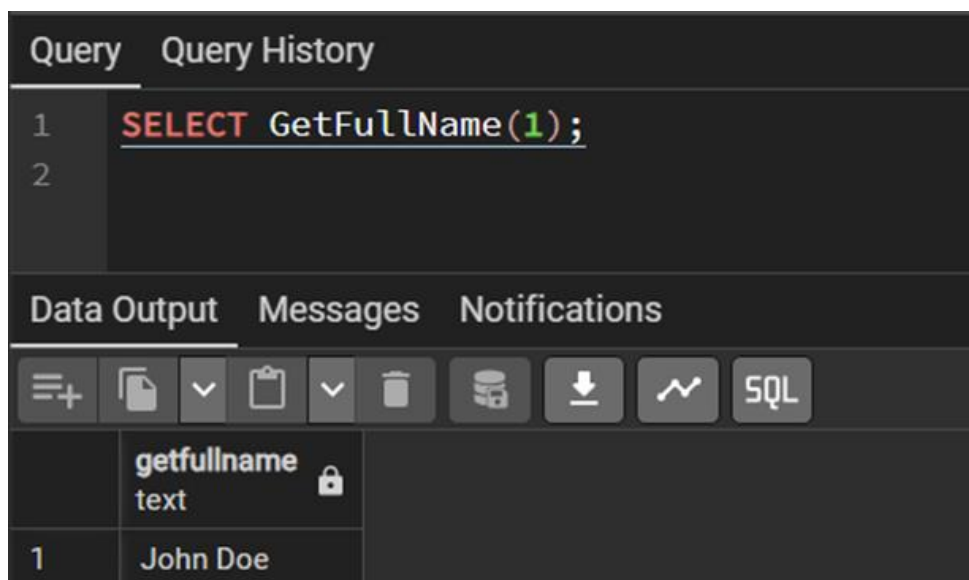 Query Query History
1 SELECT GetFullName(1);
2
Data Output Messages Notifications
SQL
getfullname
text
1 John Doe